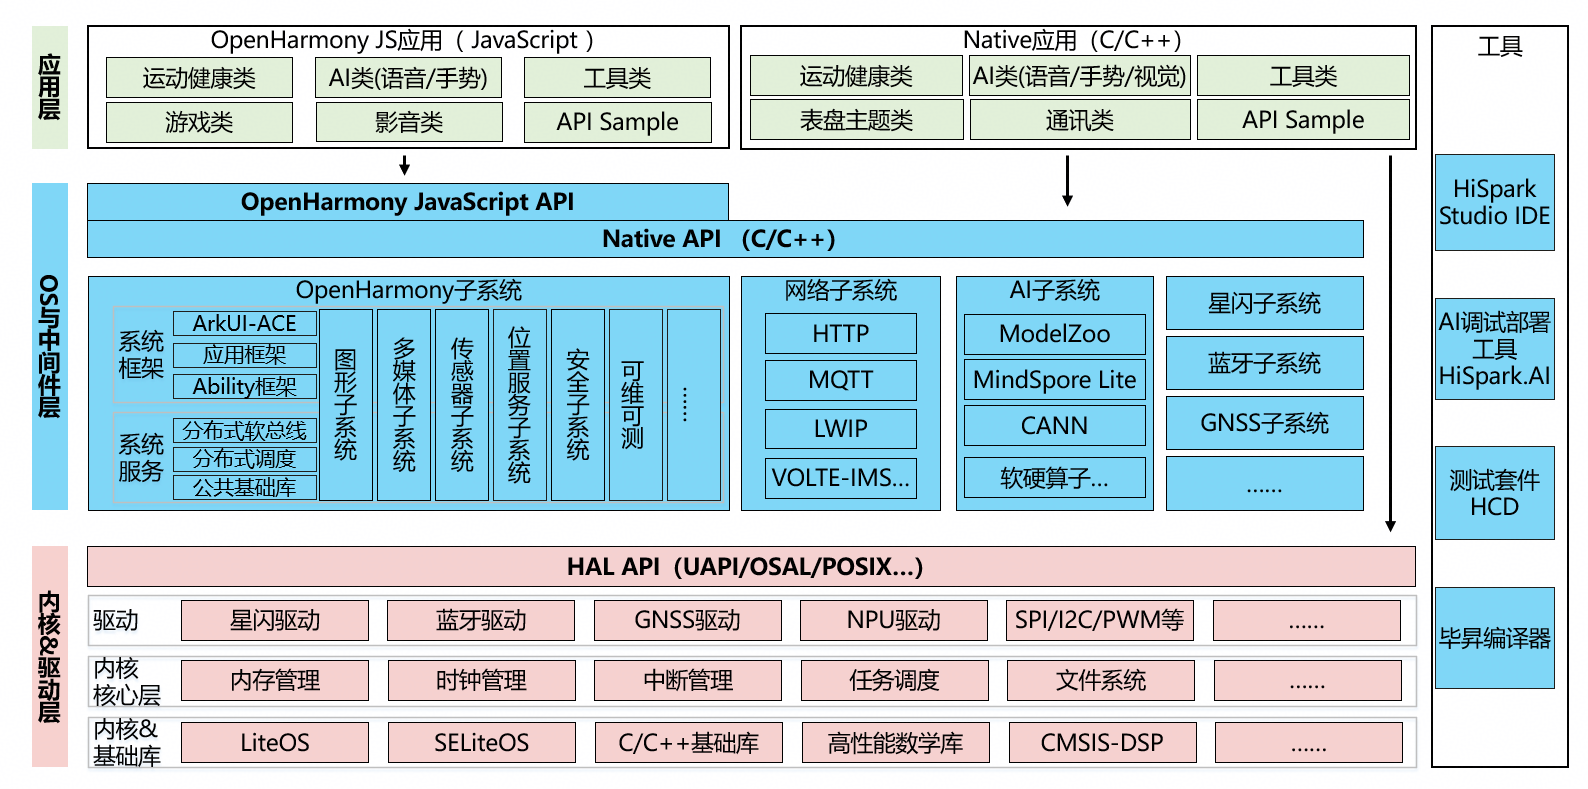 应用层
OpenHarmony JS应用（ JavaScript ）
运动健康类
AI类(语音/手势)
工具类
游戏类
影音类
API Sample
Native应用（C/C++）
运动健康类
AI类(语音/手势/视觉)
工具类
表盘主题类
通讯类
API Sample
OS与中间件层
OpenHarmony JavaScript API
Native API （C/C++）
OpenHarmony子系统
系统
框架
ArkUI-ACE
应用框架
Ability框架
系统
服务
分布式软总线
分布式调度
公共基础库
图形子系统
多媒体子系统
传感器子系统
位置服务子系统
安全子系统
可维可测
......
网络子系统
HTTP
MQTT
LWIP
VOLTE-IMS...
AI子系统
ModelZoo
MindSpore Lite
CANN
软硬算子...
星闪子系统
蓝牙子系统
GNSS子系统
......
内核&驱动层
HAL API（UAPI/OSAL/POSIX...）
驱动
星闪驱动
蓝牙驱动
GNSS驱动
NPU驱动
SPI/I2C/PWM等
......
内核
核心层
内存管理
时钟管理
中断管理
任务调度
文件系统
......
内核&
基础库
LiteOS
SELiteOS
C/C++基础库
高性能数学库
CMSIS-DSP
......
工具
HiSpark
Studio IDE
AI调试部署
工具
HiSpark.AI
测试套件
HCD
毕昇编译器